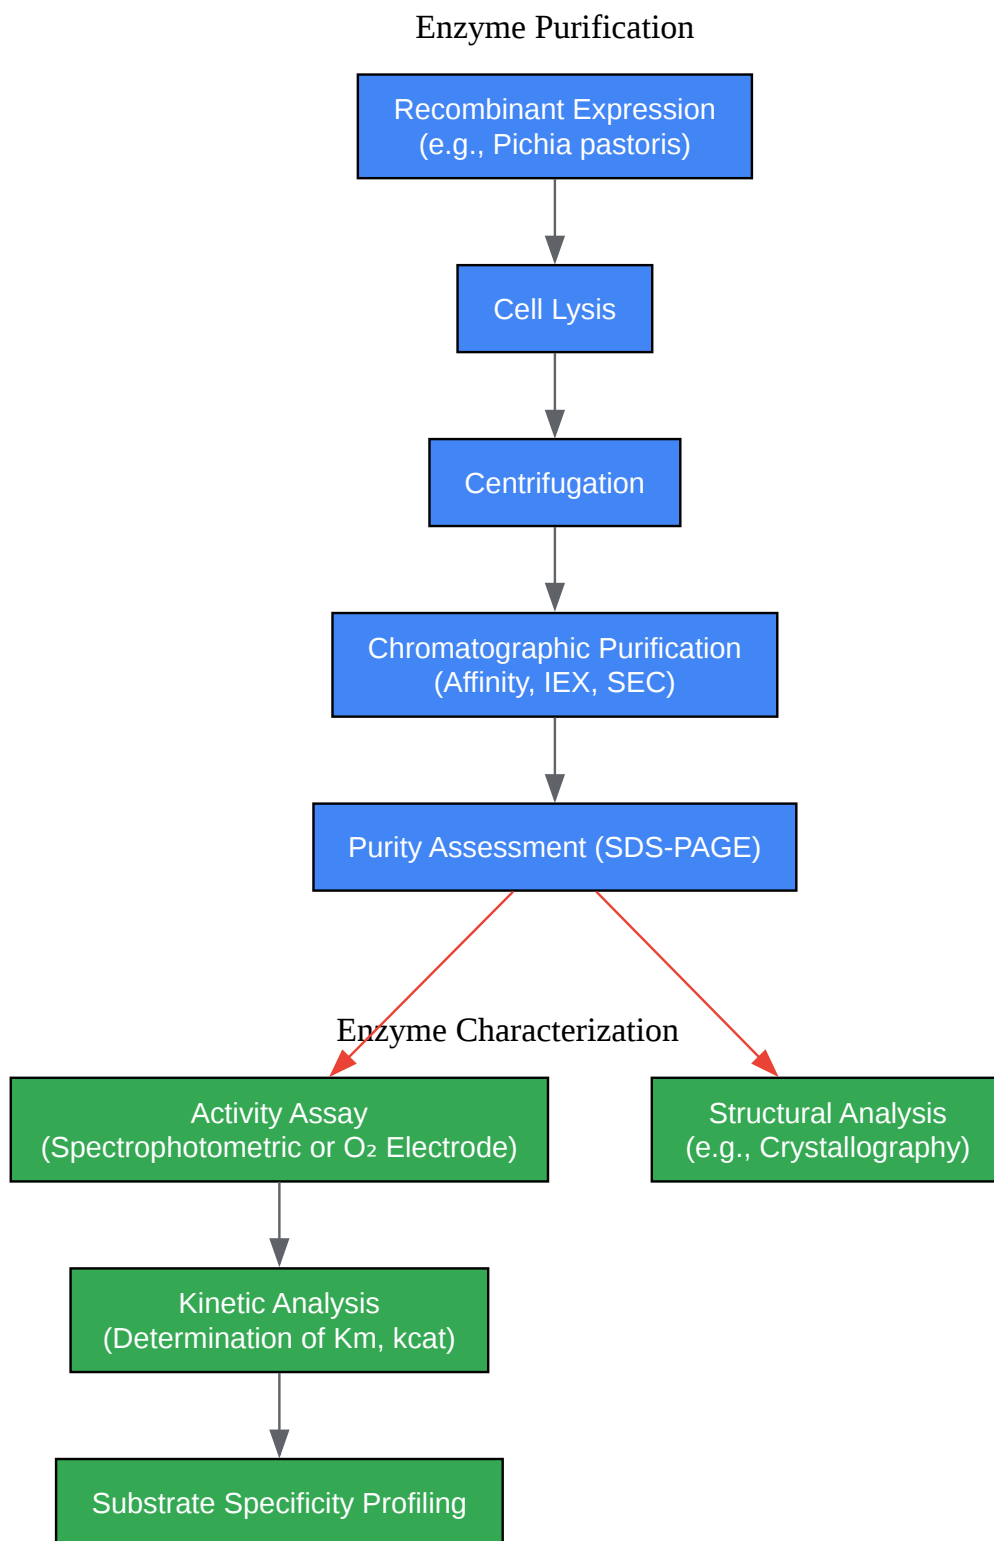 Enzyme Purification
Recombinant Expression
(e.g., Pichia pastoris)
Cell Lysis
Centrifugation
Chromatographic Purification
(Affinity, IEX, SEC)
Purity Assessment (SDS-PAGE)
Enzyme Characterization
Activity Assay
(Spectrophotometric or O₂ Electrode)
Structural Analysis
(e.g., Crystallography)
Kinetic Analysis
(Determination of Km, kcat)
Substrate Specificity Profiling